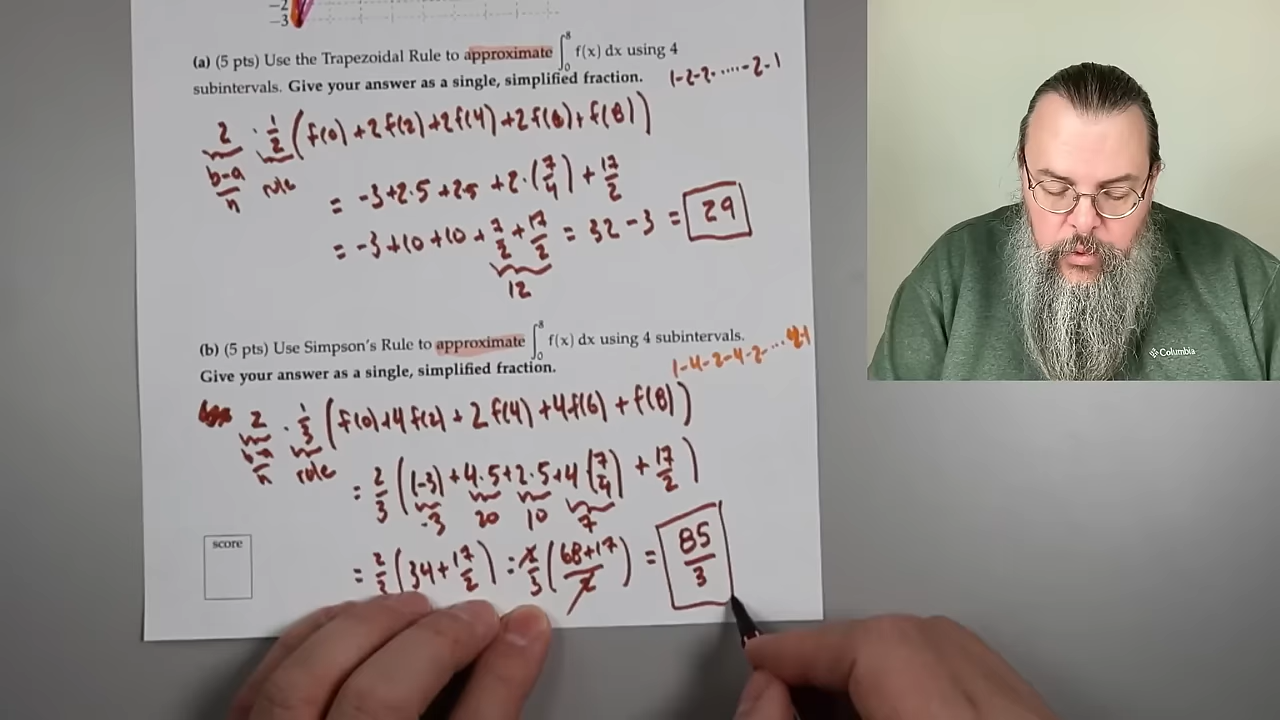 −2
−3
(a) (5 pts) Use the Trapezoidal Rule to approximate ∫₀⁸ f(x) dx using 4
subintervals. Give your answer as a single, simplified fraction.
1-2-2-....-2-1
2 · 1/2 (f(0)+2f(2)+2f(4)+2f(6)+f(8))
b-a/n rule
= -3+2·5+2·5+2·(7/4)+17/2
= -3+10+10+7/2+17/2 = 32-3 = 29
12
(b) (5 pts) Use Simpson's Rule to approximate ∫₀⁸ f(x) dx using 4 subintervals.
Give your answer as a single, simplified fraction.
1-4-2-4-2-...4-1
2 · 1/3 (f(0)+4f(2)+2f(4)+4f(6)+f(8))
b-a/n rule
= 2/3 ((-3)+4·5+2·5+4(7/4)+17/2)
-3 20 10 7
= 2/3 (34+17/2) = 2/3 (68+17/2) = 85/3
score
Columbia